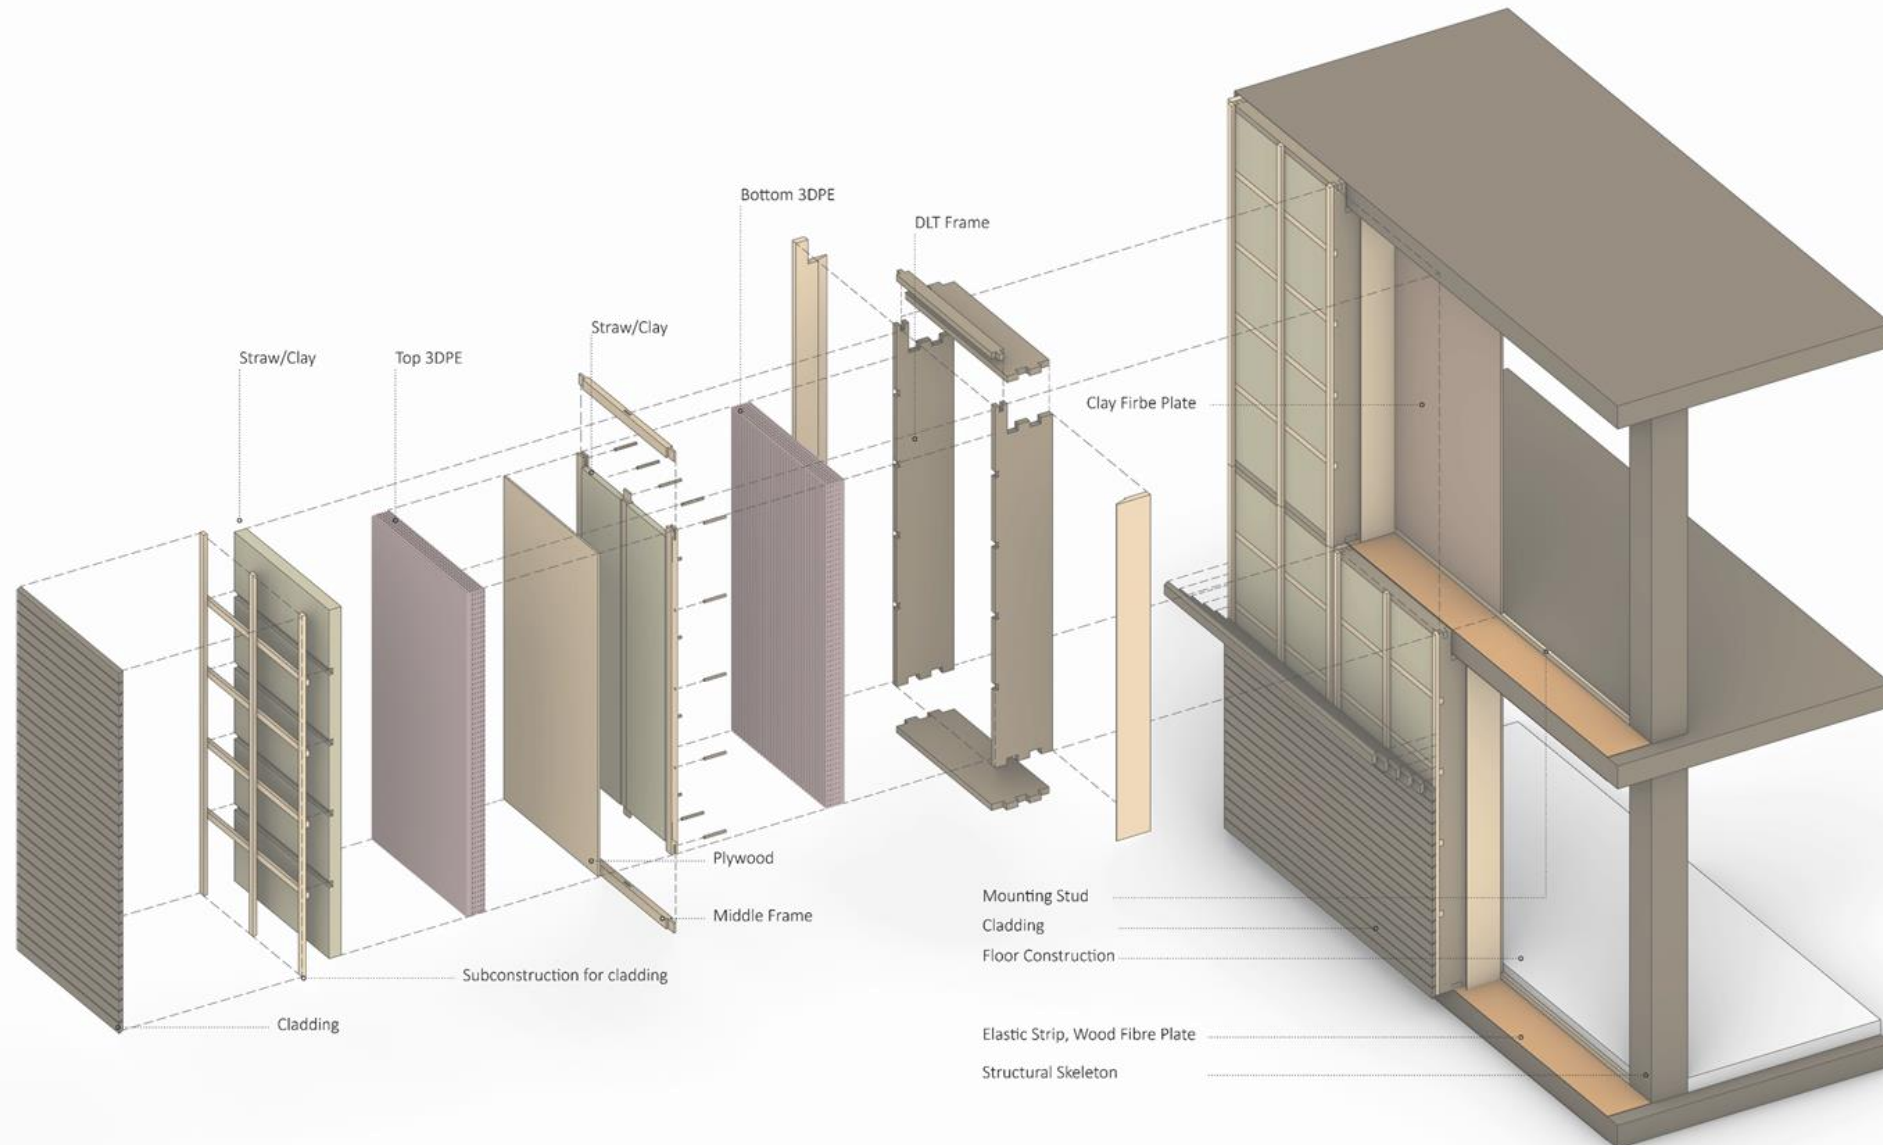 Bottom 3DPE
DLT Frame
Straw/Clay
Straw/Clay
Top 3DPE
Clay Firbe Plate
Plywood
Mounting Stud
Middle Frame
Cladding
Floor Construction
Subconstruction for cladding
Cladding
Elastic Strip, Wood Fibre Plate
Structural Skeleton